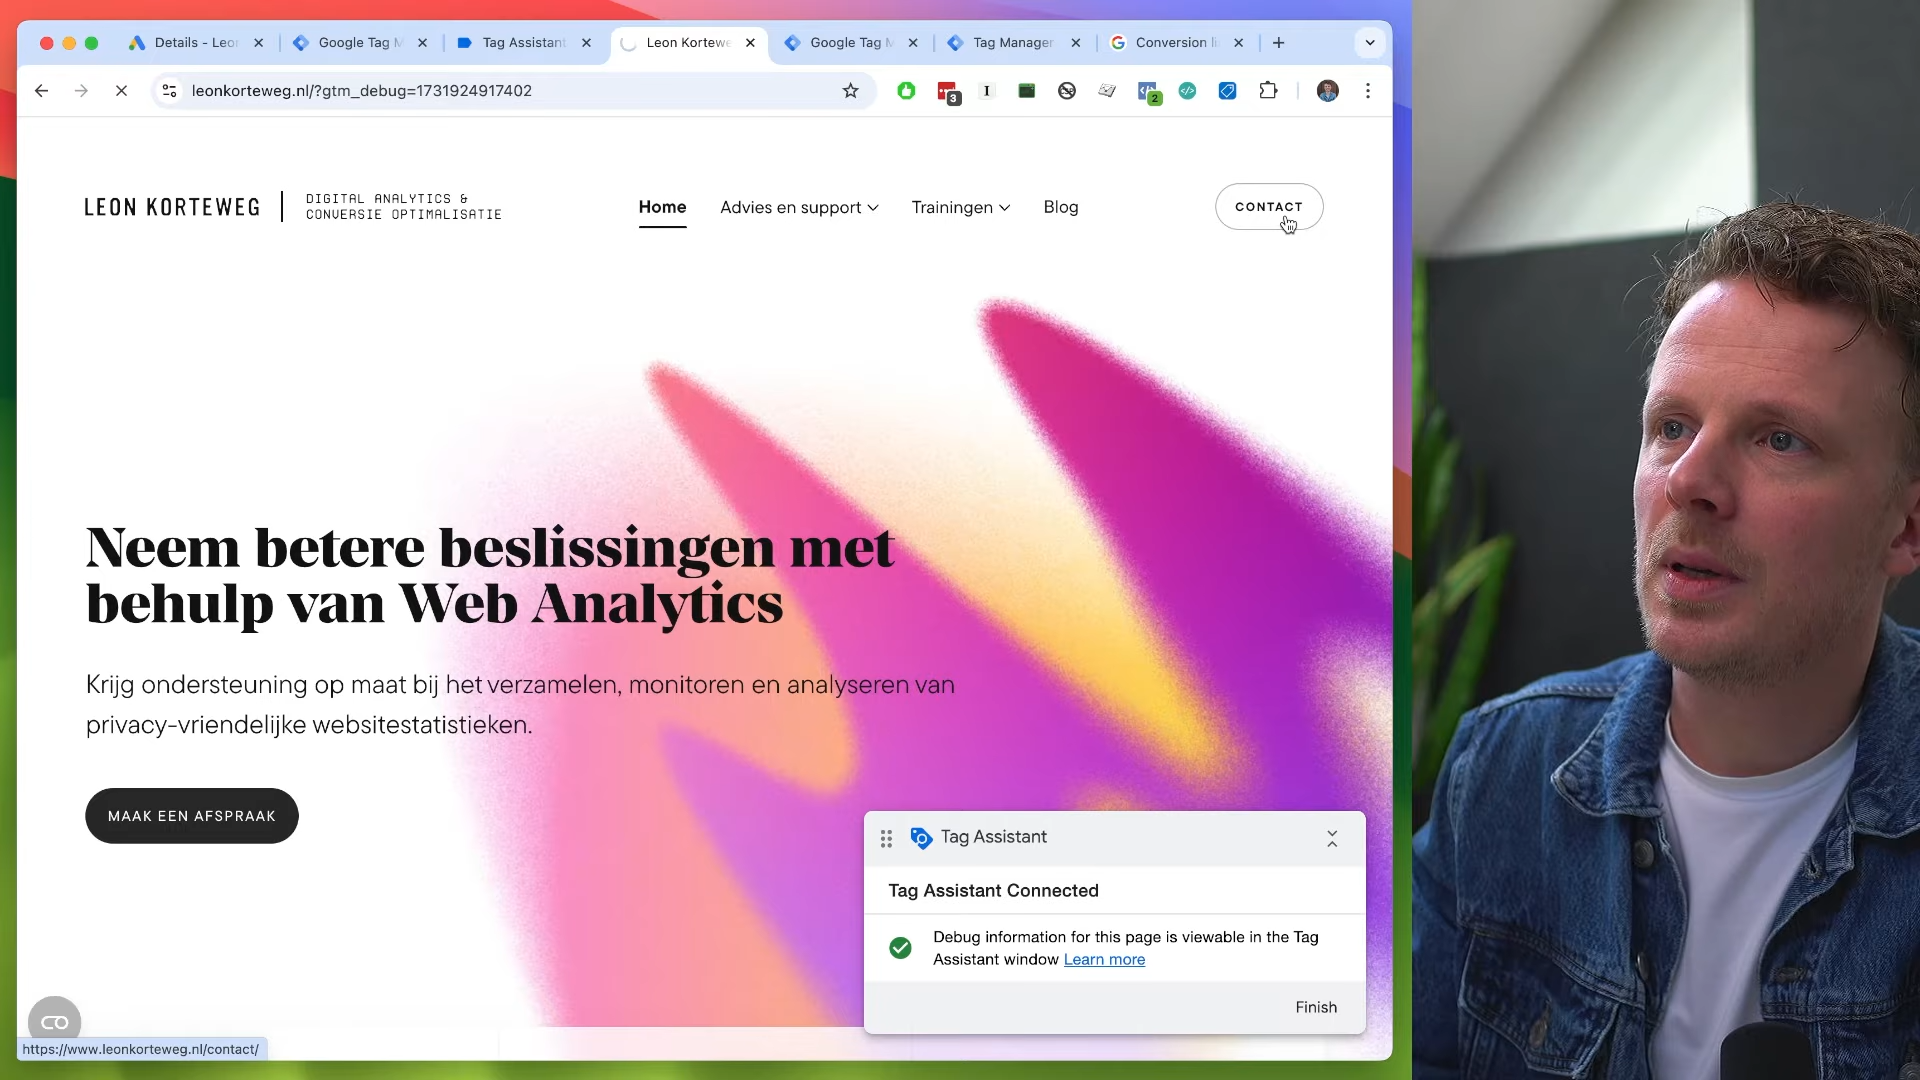 Details - Leon
Google Tag M
Tag Assistant
Leon Kortewe
Google Tag M
Tag Manager
Conversion li
leonkorteweg.nl/?gtm_debug=1731924917402
3
I
2
LEON KORTEWEG
DIGITAL ANALYTICS &
CONVERSIE OPTIMALISATIE
Home
Advies en support
Trainingen
Blog
CONTACT
Neem betere beslissingen met
behulp van Web Analytics
Krijg ondersteuning op maat bij het verzamelen, monitoren en analyseren van
privacy-vriendelijke websitestatistieken.
MAAK EEN AFSPRAAK
Tag Assistant
Tag Assistant Connected
Debug information for this page is viewable in the Tag
Assistant window Learn more
Finish
https://www.leonkorteweg.nl/contact/